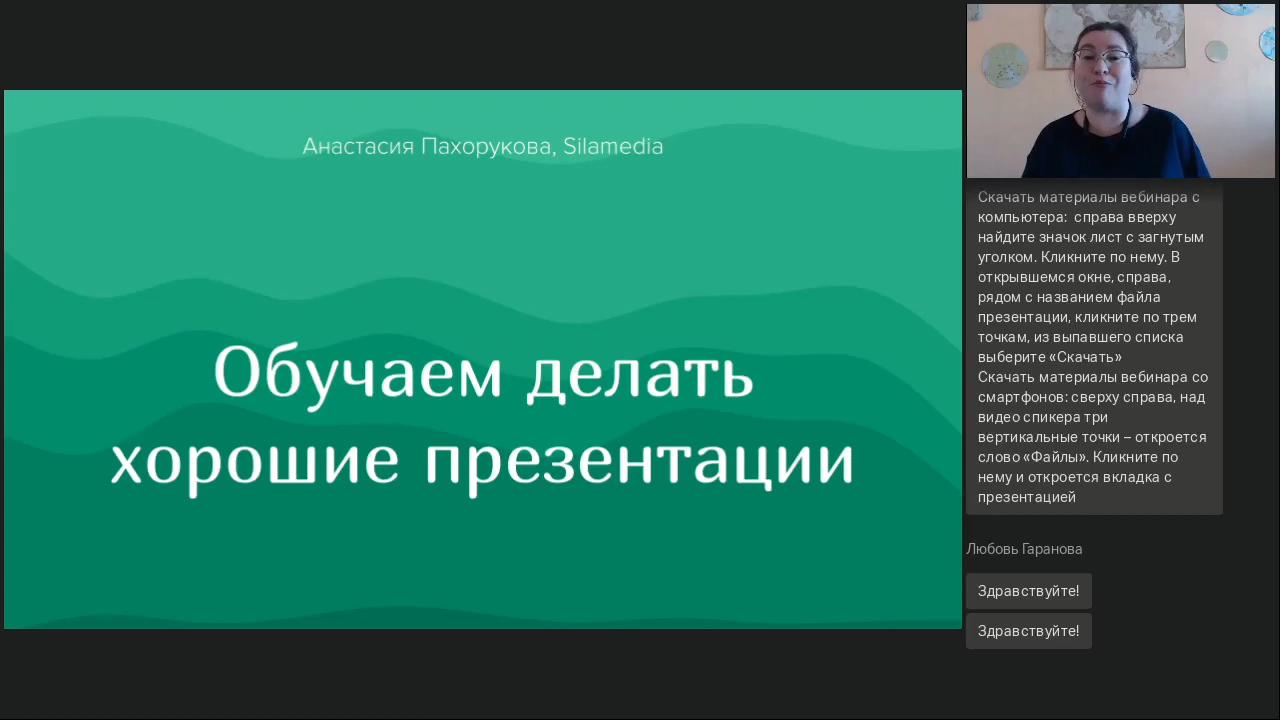 Анастасия Пахорукова, Silamedia
Обучаем делать
хорошие презентации
Скачать материалы вебинара с
компьютера:  справа вверху
найдите значок лист с загнутым
уголком. Кликните по нему. В
открывшемся окне, справа,
рядом с названием файла
презентации, кликните по трем
точкам, из выпавшего списка
выберите «Скачать»
Скачать материалы вебинара со
смартфонов: сверху справа, над
видео спикера три
вертикальные точки – откроется
слово «Файлы». Кликните по
нему и откроется вкладка с
презентацией
Любовь Гаранова
Здравствуйте!
Здравствуйте!